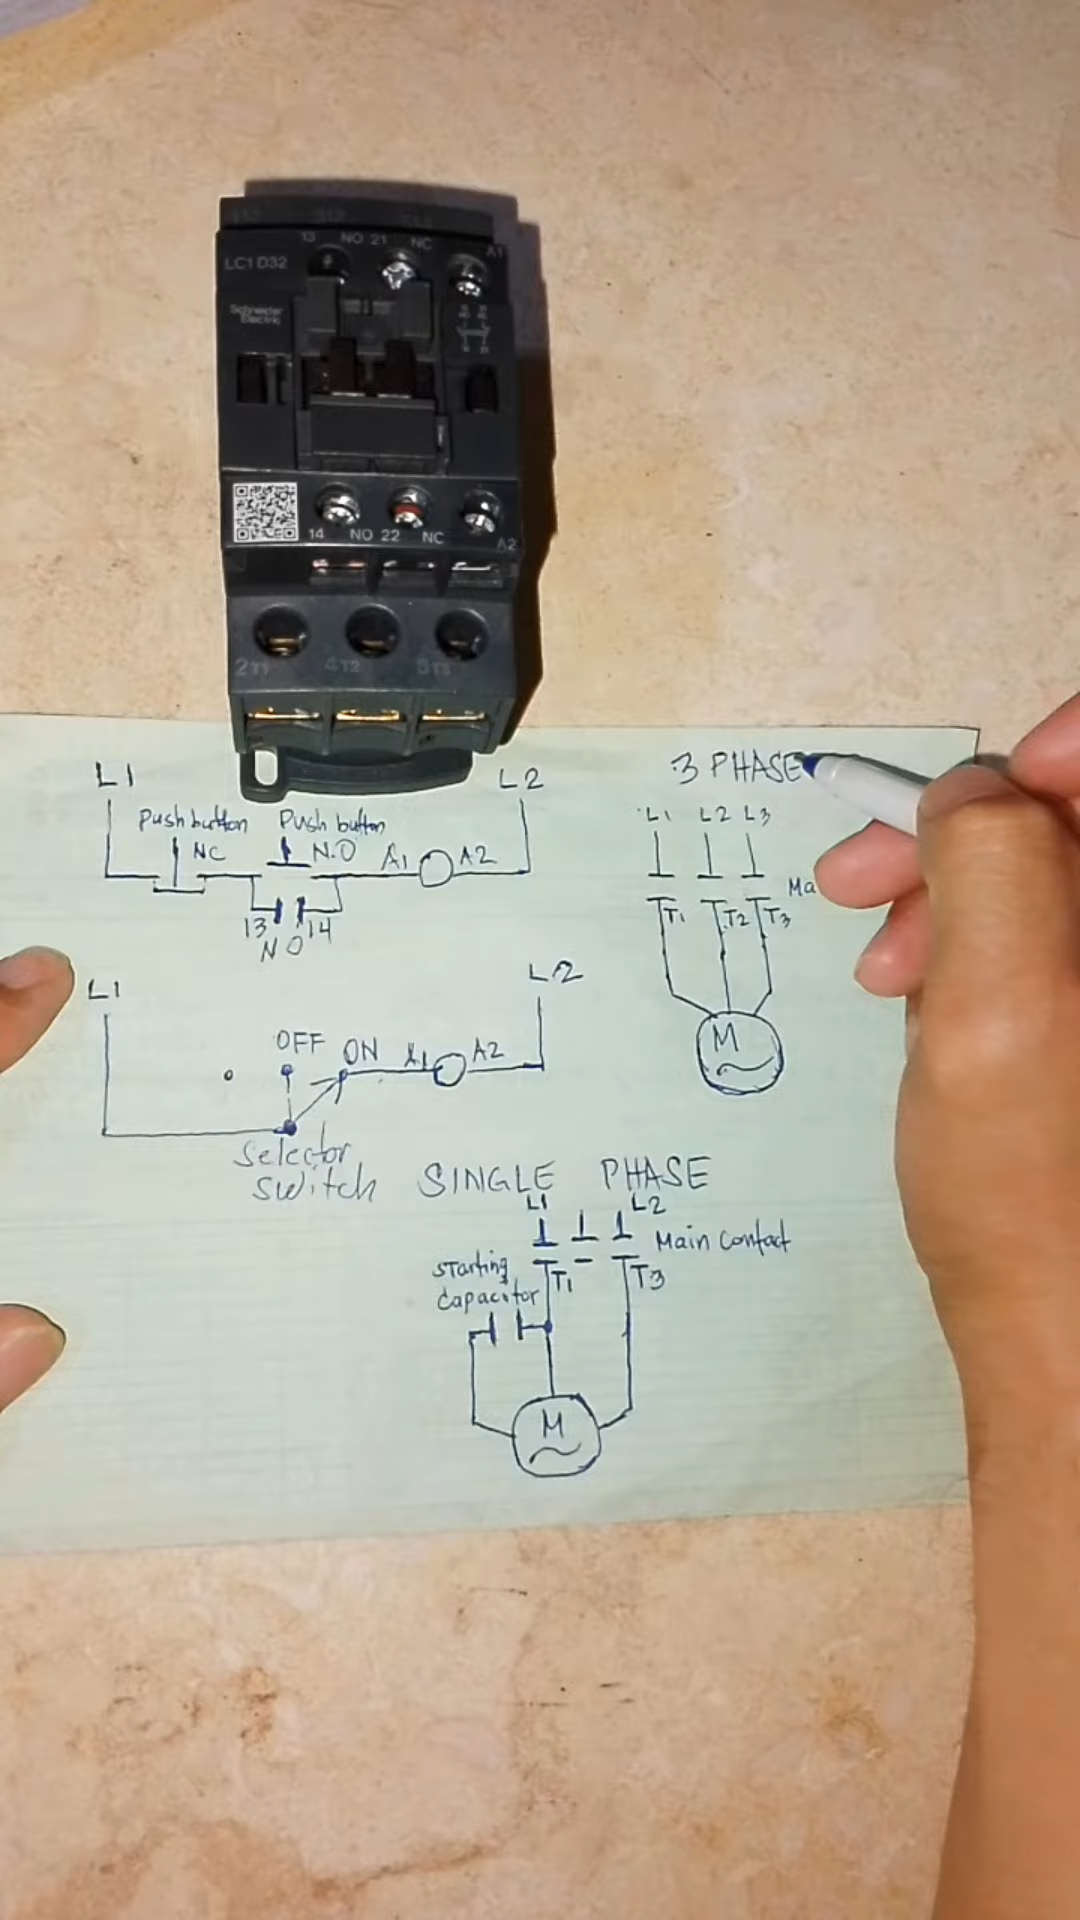 13 NO 21 NC A1
LC1D32
Schneider
Electric
14 NO 22 NC A2
2T1 4T2 6T3
L1 L2
Push button Push button
NC N.O A1 A2
13 14
NO
3 PHASE
L1 L2 L3
Ma
T1 T2 T3
M
L1 L2
OFF ON A1 A2
Selector
switch
SINGLE PHASE
L1 L2
Main Contact
T1 T3
Starting
Capacitor
M